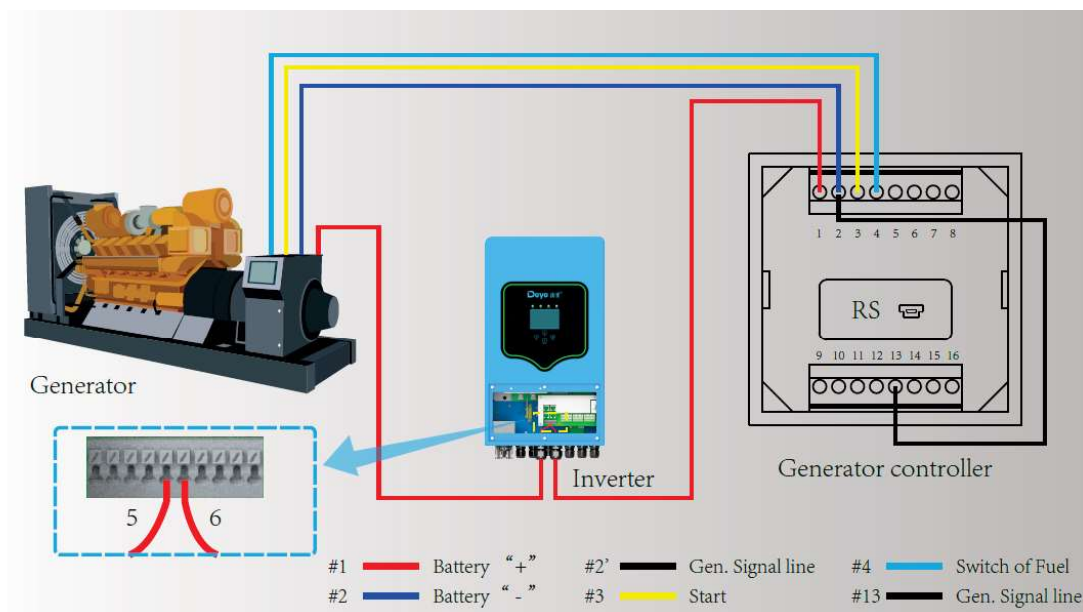 1 2 3 4 5 6 7 8
Deye
RS
9 10 11 12 13 14 15 16
Generator
Inverter
Generator controller
5 6
#1 Battery “+” #2’ Gen. Signal line #4 Switch of Fuel
#2 Battery “-” #3 Start #13 Gen. Signal line